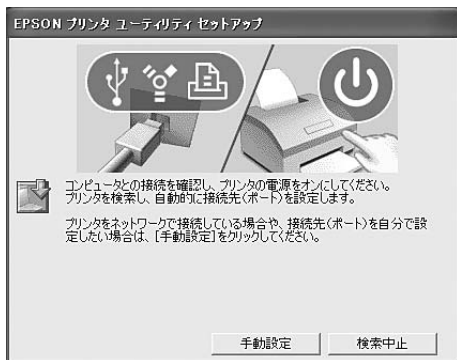 EPSON プリンタ ユーティリティ セットアップ
コンピュータとの接続を確認し、プリンタの電源をオンにしてください。
プリンタを検索し、自動的に接続先(ポート)を設定します。
プリンタをネットワークで接続している場合や、接続先(ポート)を自分で設
定したい場合は、[手動設定]をクリックしてください。
手動設定 検索中止